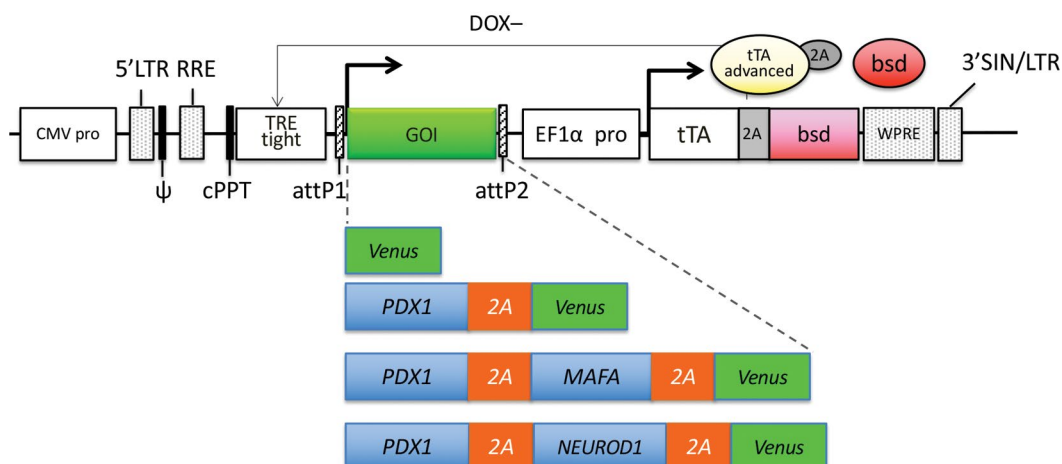 DOX–
tTA
advanced
2A
bsd
5'LTR RRE
3'SIN/LTR
CMV pro
TRE
tight
GOI
EF1α pro
tTA
2A
bsd
WPRE
ψ
cPPT
attP1
attP2
Venus
PDX1 2A Venus
PDX1 2A MAFA 2A Venus
PDX1 2A NEUROD1 2A Venus